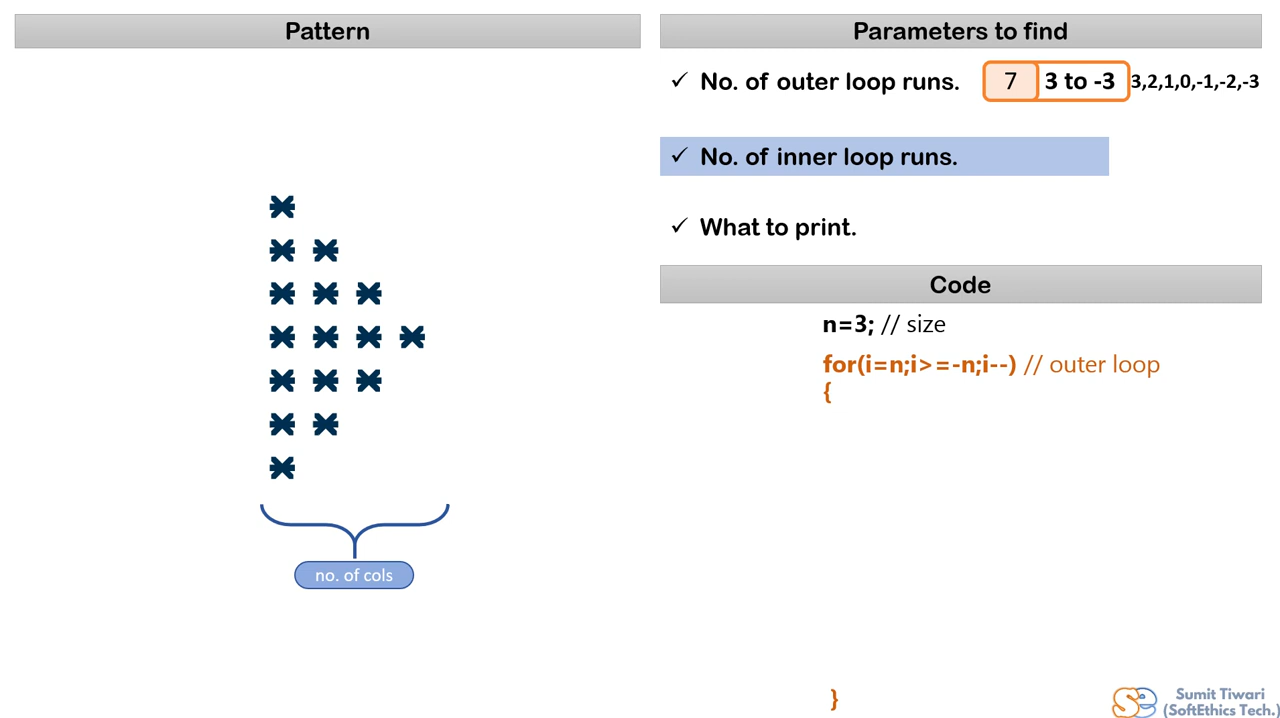 Pattern
Parameters to find
✓ No. of outer loop runs. 7 3 to -3 3,2,1,0,-1,-2,-3
✓ No. of inner loop runs.
✓ What to print.
Code
n=3; // size
for(i=n;i>=-n;i--) // outer loop
{
}
*
* *
* * *
* * * *
* * *
* *
*
no. of cols
Se
Sumit Tiwari
(SoftEthics Tech.)